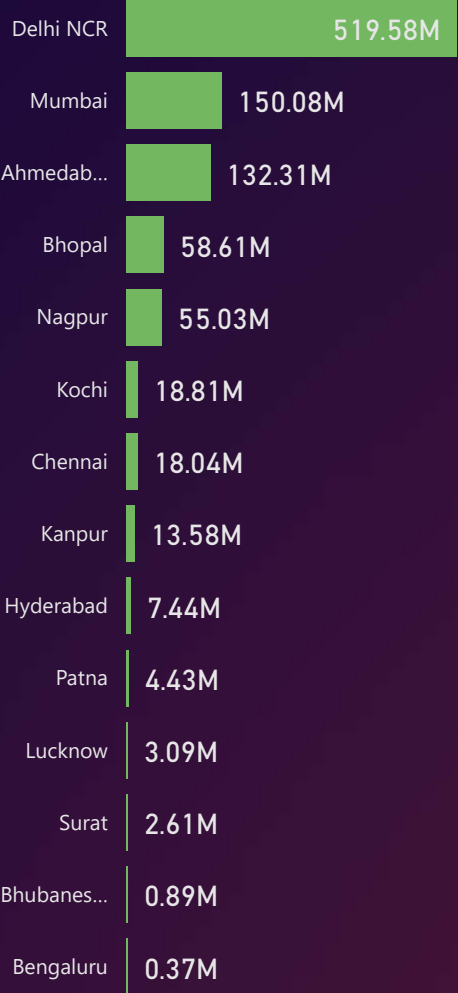 Delhi NCR 519.58M
Mumbai 150.08M
Ahmedab... 132.31M
Bhopal 58.61M
Nagpur 55.03M
Kochi 18.81M
Chennai 18.04M
Kanpur 13.58M
Hyderabad 7.44M
Patna 4.43M
Lucknow 3.09M
Surat 2.61M
Bhubanes... 0.89M
Bengaluru 0.37M